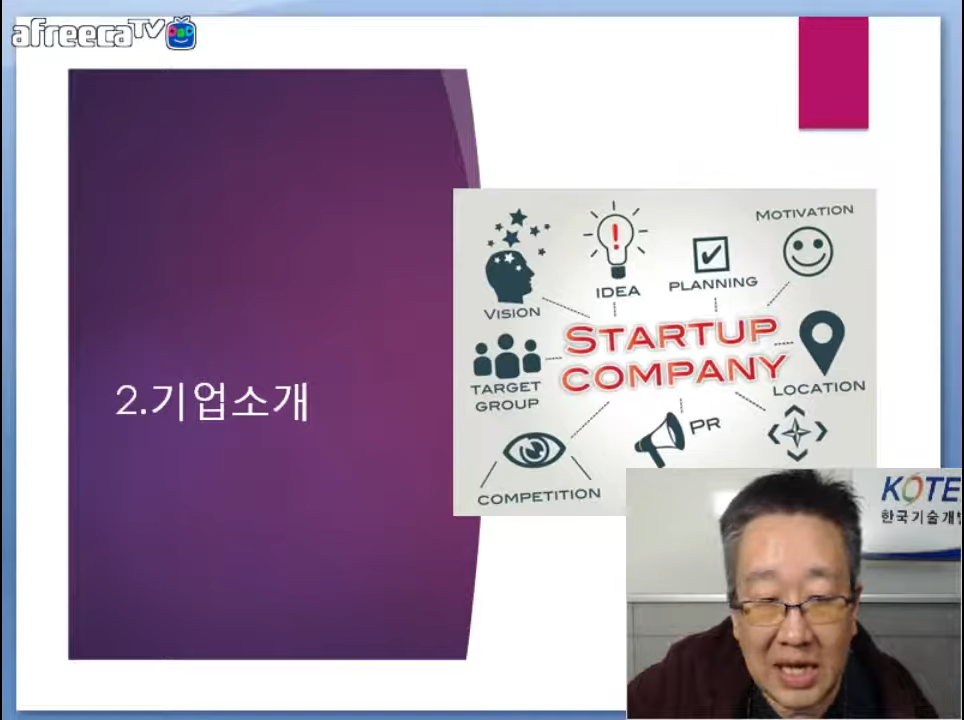 afreecaTV
2.기업소개
MOTIVATION
IDEA
PLANNING
VISION
STARTUP
COMPANY
TARGET
GROUP
LOCATION
PR
COMPETITION
KOTE
한국기술개